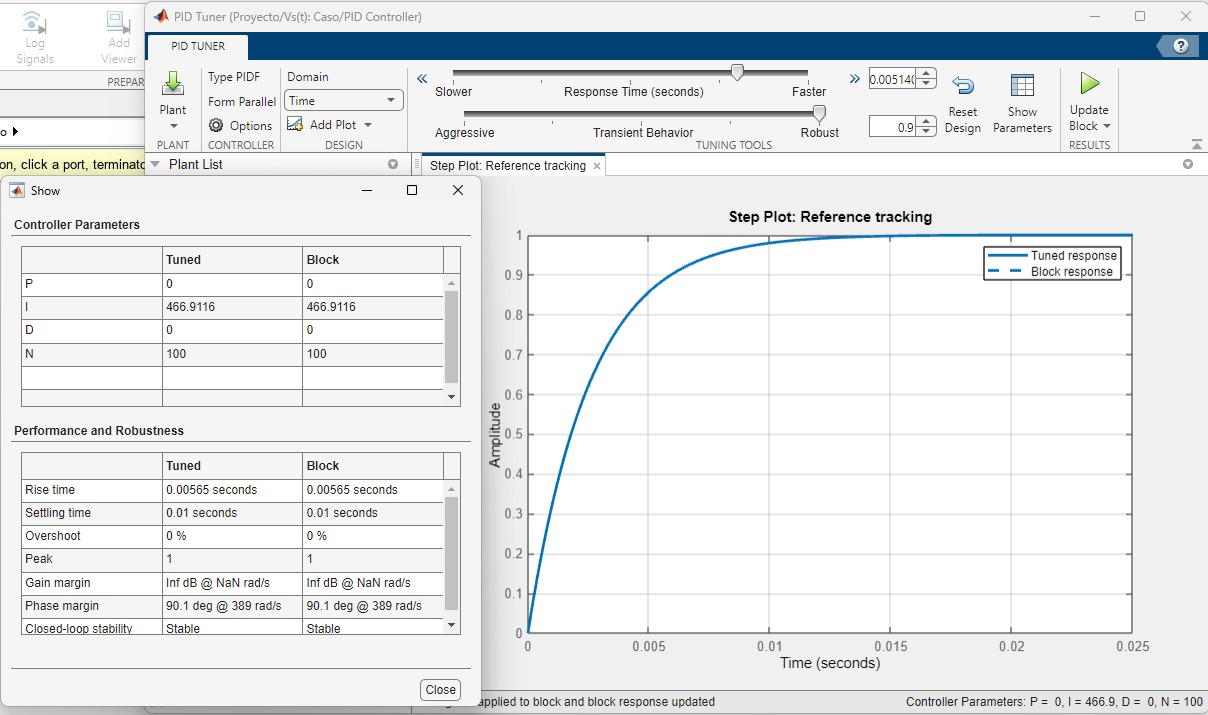 PID Tuner (Proyecto/Vs(t): Caso/PID Controller)
Log
Signals
Add
Viewer
PREPAR
PID TUNER
?
Plant
PLANT
Type PIDF
Form Parallel
Options
CONTROLLER
Domain
Time
Add Plot
DESIGN
Slower
Response Time (seconds)
Faster
0.00514
Aggressive
Transient Behavior
Robust
0.9
TUNING TOOLS
Reset
Design
Show
Parameters
Update
Block
RESULTS
on, click a port, terminato
Plant List
Step Plot: Reference tracking
Show
Controller Parameters
Tuned Block
P 0 0
I 466.9116 466.9116
D 0 0
N 100 100
Performance and Robustness
Tuned Block
Rise time 0.00565 seconds 0.00565 seconds
Settling time 0.01 seconds 0.01 seconds
Overshoot 0 % 0 %
Peak 1 1
Gain margin Inf dB @ NaN rad/s Inf dB @ NaN rad/s
Phase margin 90.1 deg @ 389 rad/s 90.1 deg @ 389 rad/s
Closed-loop stability Stable Stable
Close
Step Plot: Reference tracking
Tuned response
Block response
1
0.9
0.8
0.7
0.6
0.5
0.4
0.3
0.2
0.1
0
Amplitude
0 0.005 0.01 0.015 0.02 0.025
Time (seconds)
applied to block and block response updated
Controller Parameters: P = 0, I = 466.9, D = 0, N = 100